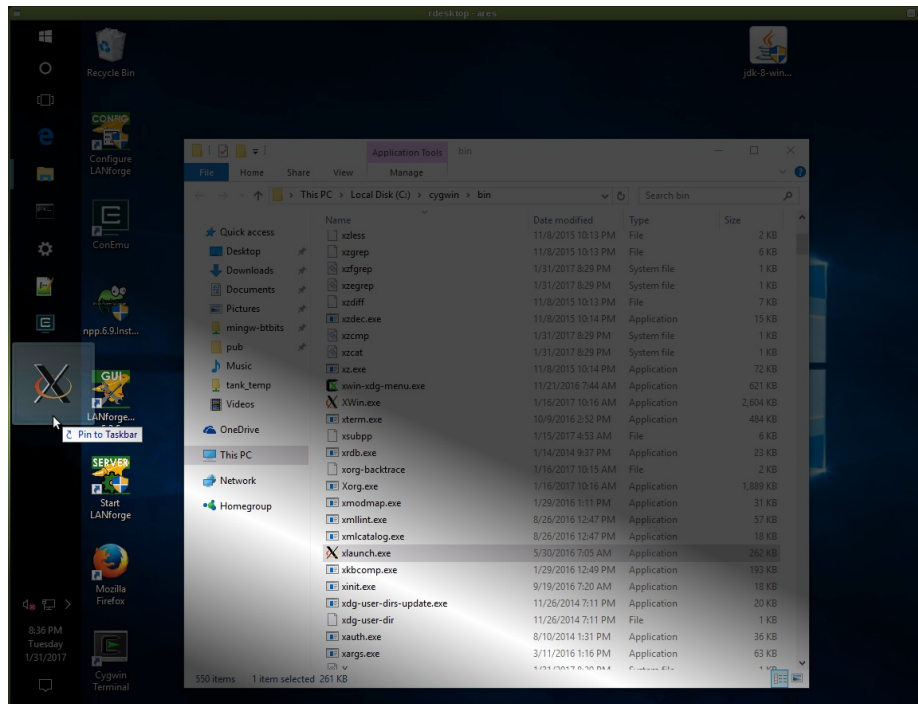 rdesktop - ares
Recycle Bin
jdk-8-win...
CONFIG
Configure
LANforge
ConEmu
npp.6.9.Inst...
GUI
LANforge...
Pin to Taskbar
SERVER
Start
LANforge
Mozilla
Firefox
8:36 PM
Tuesday
1/31/2017
Cygwin
Terminal
Application Tools bin
File Home Share View Manage
This PC > Local Disk (C:) > cygwin > bin Search bin
Quick access
Desktop
Downloads
Documents
Pictures
mingw-btbits
pub
Music
tank_temp
Videos
OneDrive
This PC
Network
Homegroup
Name Date modified Type Size
xzless 11/8/2015 10:13 PM File 2 KB
xzgrep 11/8/2015 10:13 PM File 6 KB
xzfgrep 1/31/2017 8:29 PM System file 1 KB
xzegrep 1/31/2017 8:29 PM System file 1 KB
xzdiff 11/8/2015 10:13 PM File 7 KB
xzdec.exe 11/8/2015 10:14 PM Application 15 KB
xzcmp 1/31/2017 8:29 PM System file 1 KB
xzcat 1/31/2017 8:29 PM System file 1 KB
xz.exe 11/8/2015 10:14 PM Application 72 KB
xwin-xdg-menu.exe 11/21/2016 7:44 AM Application 621 KB
XWin.exe 1/16/2017 10:16 AM Application 2,604 KB
xterm.exe 10/9/2016 2:52 PM Application 484 KB
xsubpp 1/15/2017 4:53 AM File 6 KB
xrdb.exe 1/14/2014 9:37 PM Application 23 KB
xorg-backtrace 1/16/2017 10:15 AM File 2 KB
Xorg.exe 1/16/2017 10:16 AM Application 1,889 KB
xmodmap.exe 1/29/2016 1:11 PM Application 31 KB
xmllint.exe 8/26/2016 12:47 PM Application 57 KB
xmlcatalog.exe 8/26/2016 12:47 PM Application 18 KB
xlaunch.exe 5/30/2016 7:05 AM Application 262 KB
xkbcomp.exe 1/29/2016 12:49 PM Application 193 KB
xinit.exe 9/19/2016 7:20 AM Application 18 KB
xdg-user-dirs-update.exe 11/26/2014 7:11 PM Application 20 KB
xdg-user-dir 11/26/2014 7:11 PM File 1 KB
xauth.exe 8/10/2014 1:31 PM Application 36 KB
xargs.exe 3/11/2016 1:16 PM Application 63 KB
550 items 1 item selected 261 KB